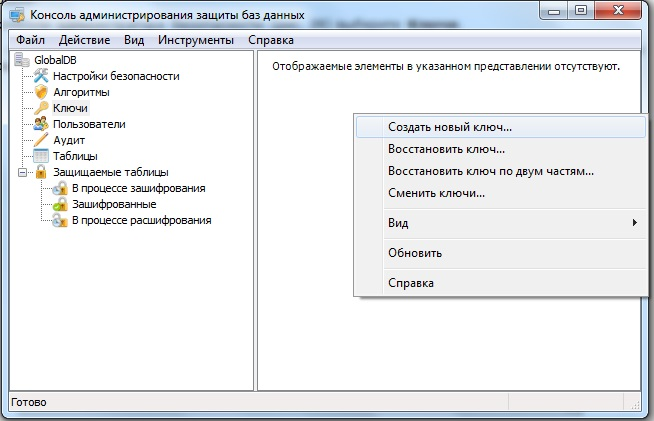 Консоль администрирования защиты баз данных
Файл Действие Вид Инструменты Справка
GlobalDB
Настройки безопасности
Алгоритмы
Ключи
Пользователи
Аудит
Таблицы
Защищаемые таблицы
В процессе зашифрования
Зашифрованные
В процессе расшифрования
Отображаемые элементы в указанном представлении отсутствуют.
Создать новый ключ...
Восстановить ключ...
Восстановить ключ по двум частям...
Сменить ключи...
Вид
Обновить
Справка
Готово